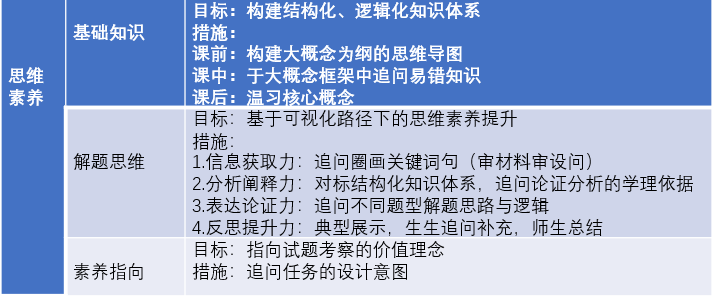 思维
素养
基础知识
目标：构建结构化、逻辑化知识体系
措施：
课前：构建大概念为纲的思维导图
课中：于大概念框架中追问易错知识
课后：温习核心概念
解题思维
目标：基于可视化路径下的思维素养提升
措施：
1.信息获取力：追问圈画关键词句（审材料审设问）
2.分析阐释力：对标结构化知识体系，追问论证分析的学理依据
3.表达论证力：追问不同题型解题思路与逻辑
4.反思提升力：典型展示，生生追问补充，师生总结
素养指向
目标：指向试题考察的价值理念
措施：追问任务的设计意图